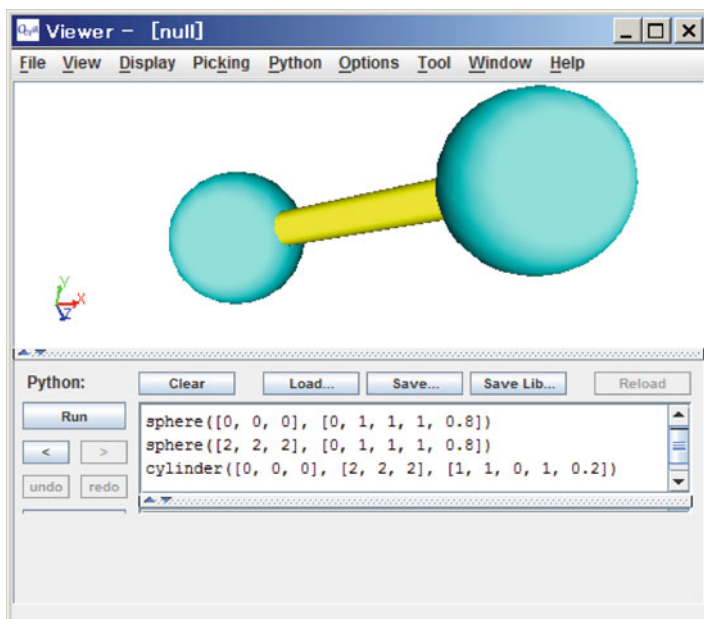 Viewer - [null]
File View Display Picking Python Options Tool Window Help
Y
X
Z
Python: Clear Load... Save... Save Lib... Reload
Run
sphere([0, 0, 0], [0, 1, 1, 1, 0.8])
sphere([2, 2, 2], [0, 1, 1, 1, 0.8])
< >
cylinder([0, 0, 0], [2, 2, 2], [1, 1, 0, 1, 0.2])
undo redo